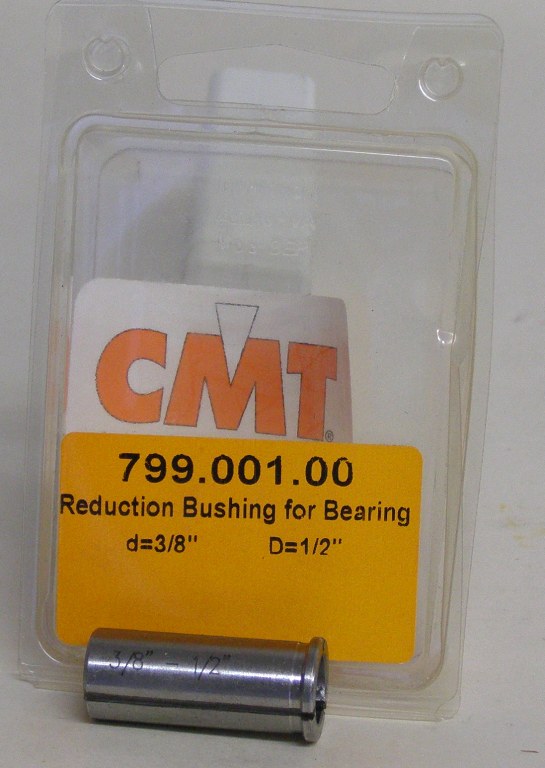 CMT®
799.001.00
Reduction Bushing for Bearing
d=3/8" D=1/2"
3/8" - 1/2"